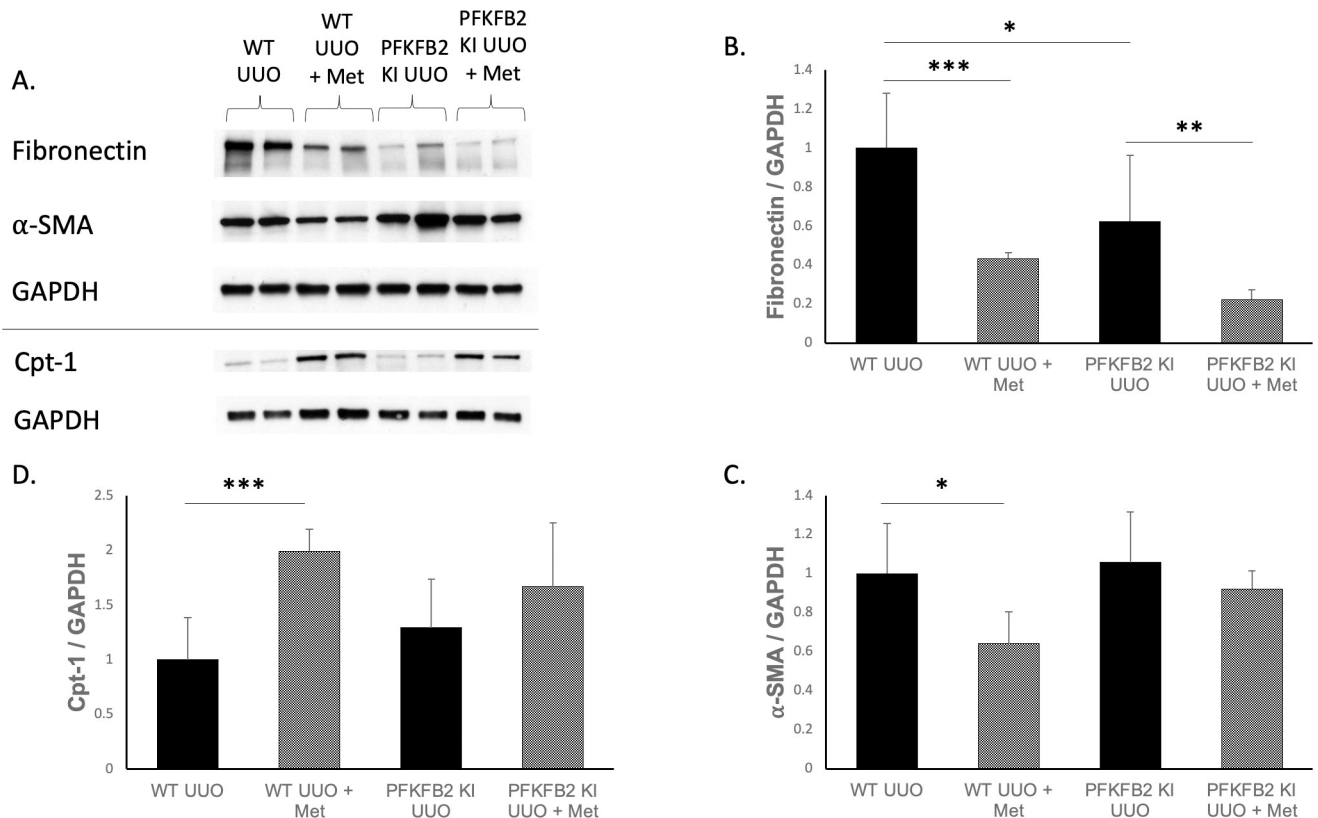 A.
WT
UUO
WT
UUO
+ Met
PFKFB2
KI UUO
PFKFB2
KI UUO
+ Met
Fibronectin
α-SMA
GAPDH
Cpt-1
GAPDH
B.
Fibronectin / GAPDH
1.4
1.2
1
0.8
0.6
0.4
0.2
0
*
***
**
WT UUO
WT UUO +
Met
PFKFB2 KI
UUO
PFKFB2 KI
UUO + Met
D.
Cpt-1 / GAPDH
2.5
2
1.5
1
0.5
0
***
WT UUO
WT UUO +
Met
PFKFB2 KI
UUO
PFKFB2 KI
UUO + Met
C.
α-SMA / GAPDH
1.4
1.2
1
0.8
0.6
0.4
0.2
0
*
WT UUO
WT UUO +
Met
PFKFB2 KI
UUO
PFKFB2 KI
UUO + Met